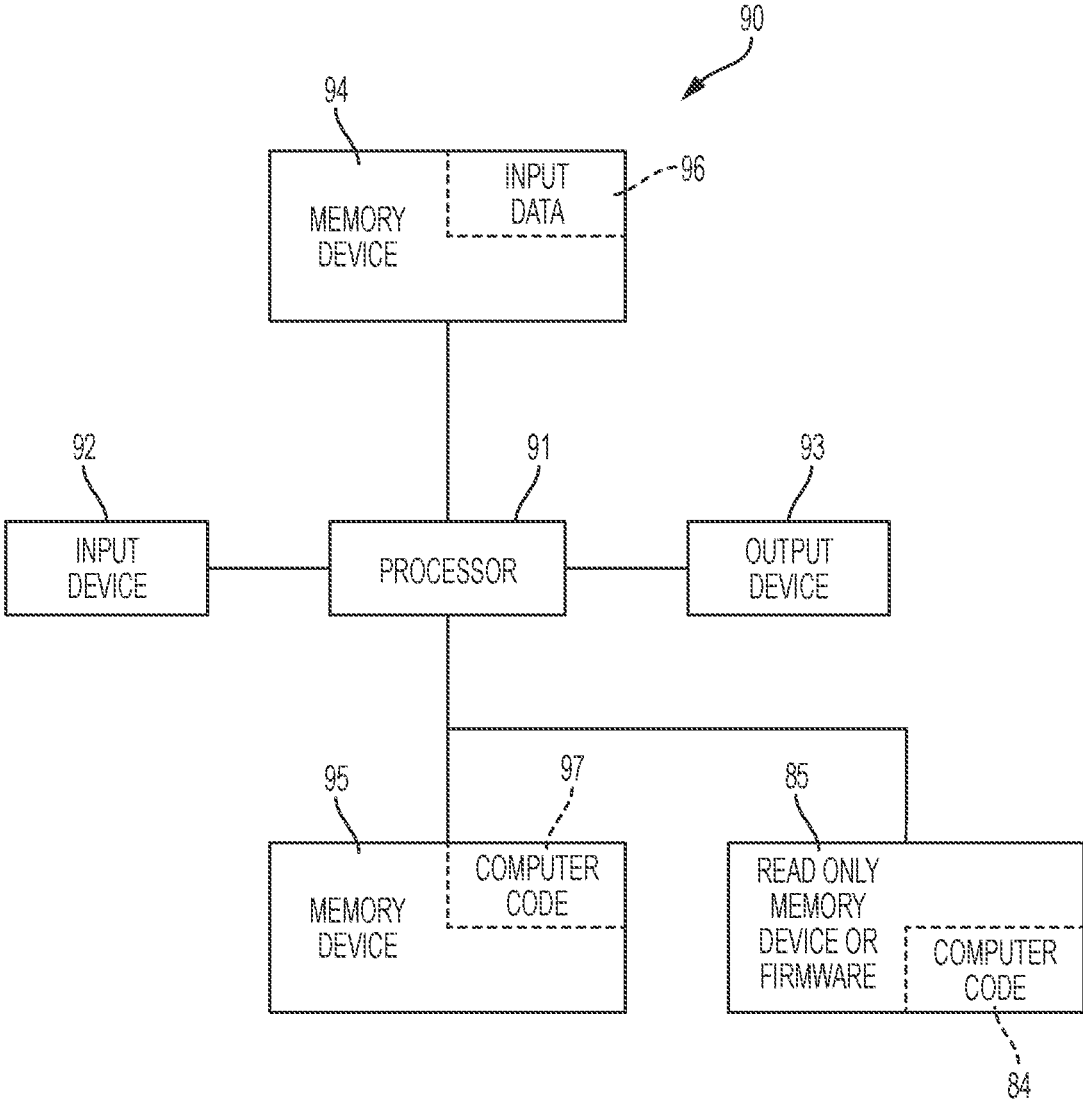 90
94
INPUT
DATA
96
MEMORY
DEVICE
92
91
93
INPUT
DEVICE
PROCESSOR
OUTPUT
DEVICE
95
97
85
MEMORY
DEVICE
COMPUTER
CODE
READ ONLY
MEMORY
DEVICE OR
FIRMWARE
COMPUTER
CODE
84